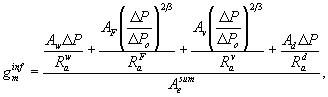 g_m^{inf} = \frac{\frac{A_w \Delta P}{R_a^w} + \frac{A_F \left( \frac{\Delta P}{\Delta P_o} \right)^{2/3}}{R_a^F} + \frac{A_v \left( \frac{\Delta P}{\Delta P_o} \right)^{2/3}}{R_a^v} + \frac{A_d \Delta P}{R_a^d}}{A_e^{sum}},